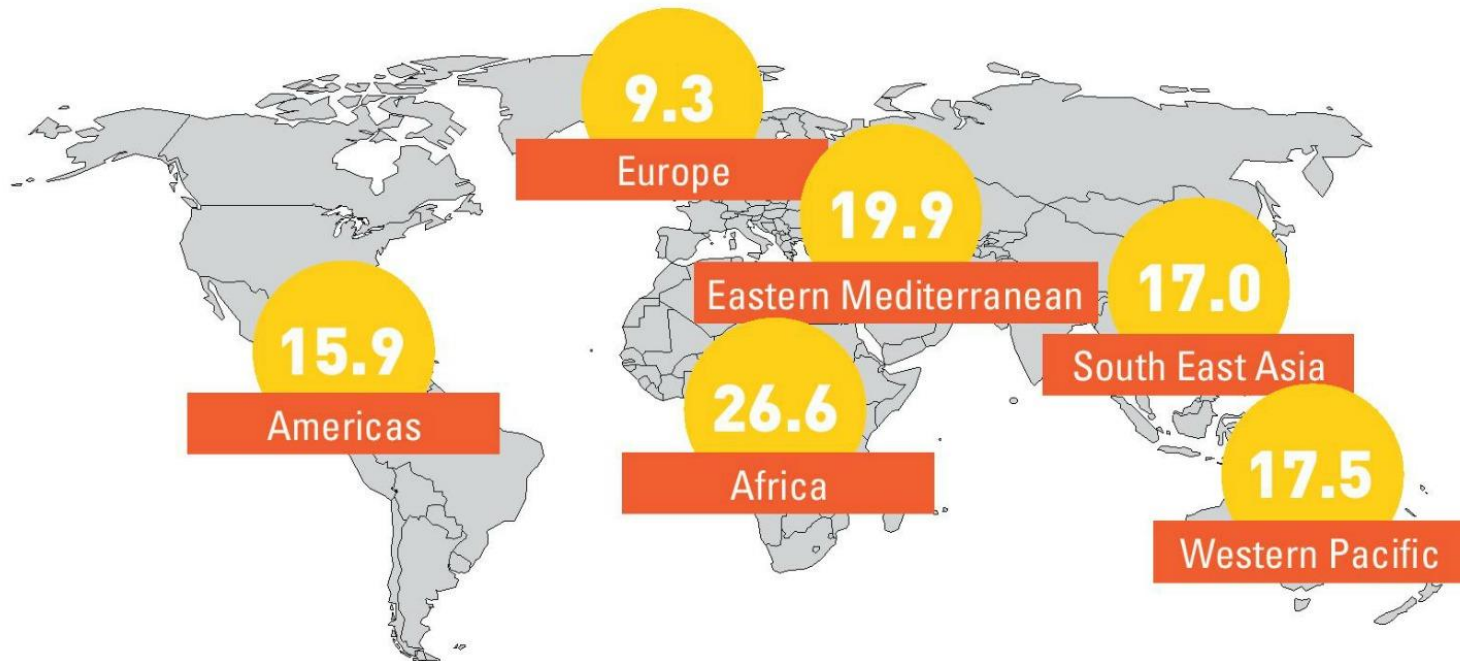 9.3
Europe
19.9
Eastern Mediterranean
17.0
South East Asia
15.9
Americas
26.6
Africa
17.5
Western Pacific